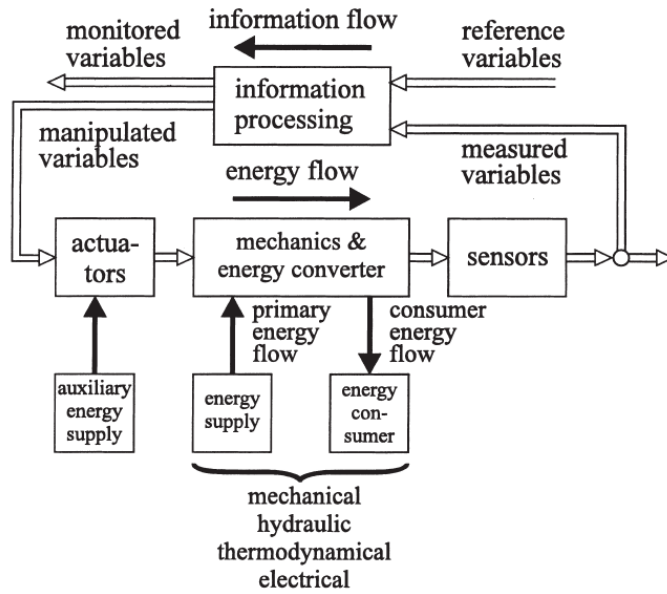 information flow
monitored
variables
reference
variables
information
processing
manipulated
variables
measured
variables
energy flow
actua-
tors
mechanics &
energy converter
sensors
primary
energy
flow
consumer
energy
flow
auxiliary
energy
supply
energy
supply
energy
con-
sumer
mechanical
hydraulic
thermodynamical
electrical